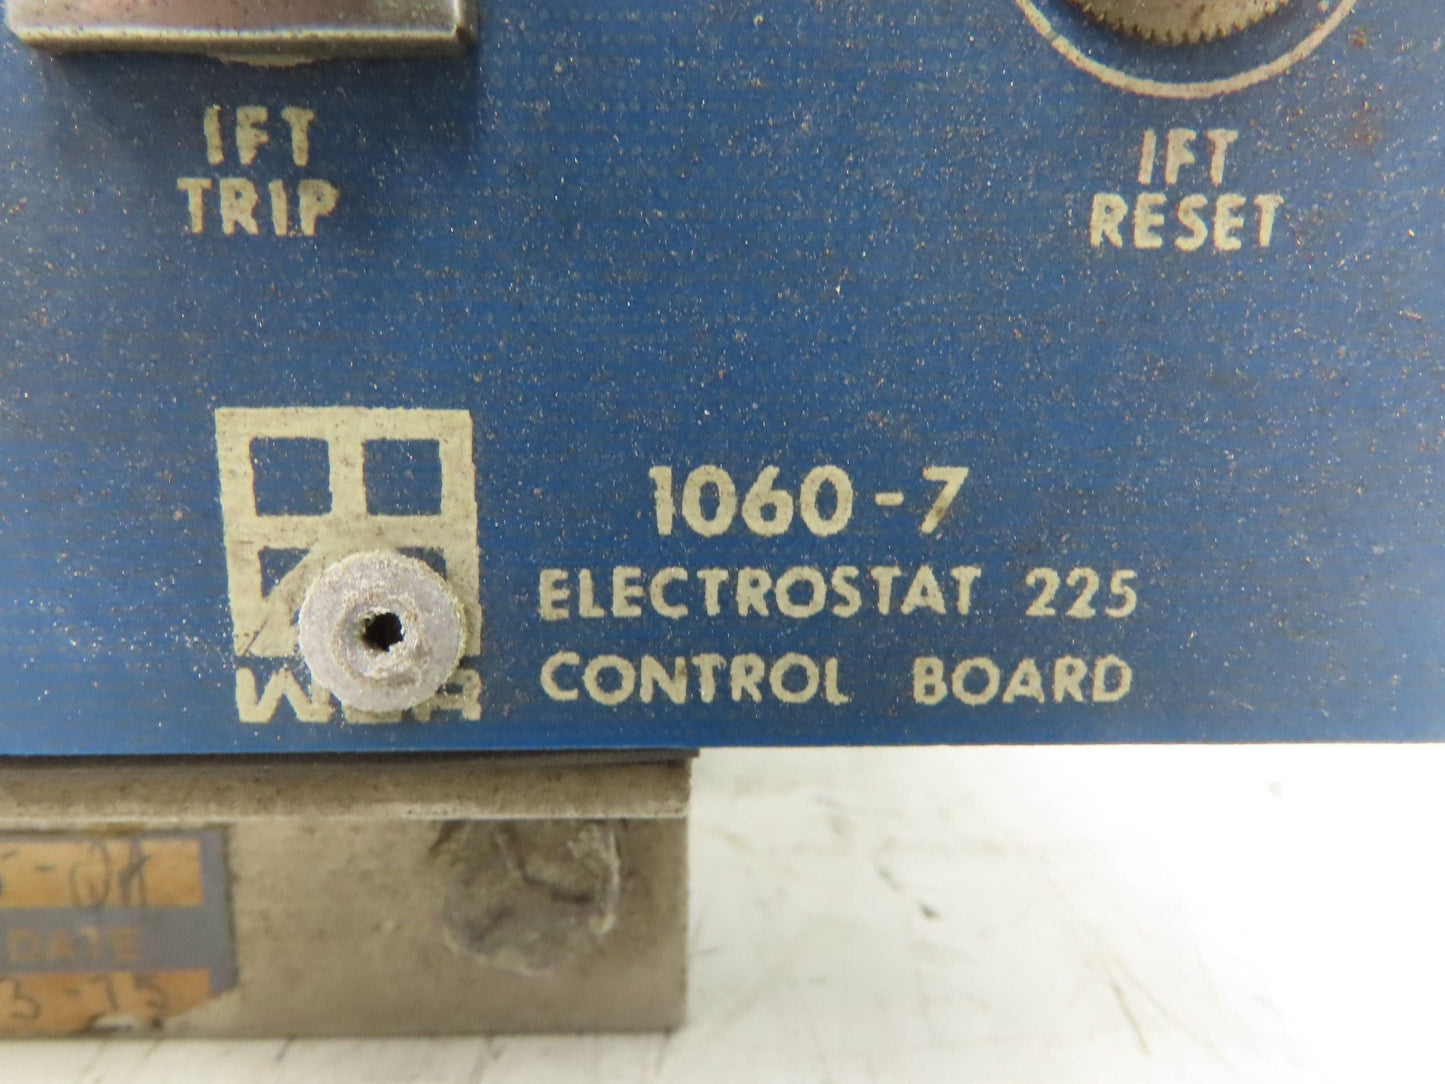 IFT
TRIP
IFT
RESET
1060-7
ELECTROSTAT 225
CONTROL BOARD
DATE